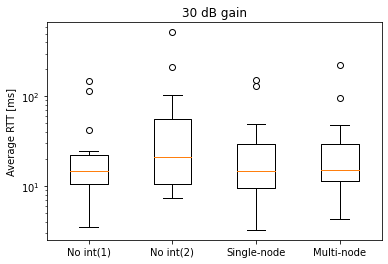 30 dB gain
Average RTT [ms]
10²
10¹
No int(1) No int(2) Single-node Multi-node